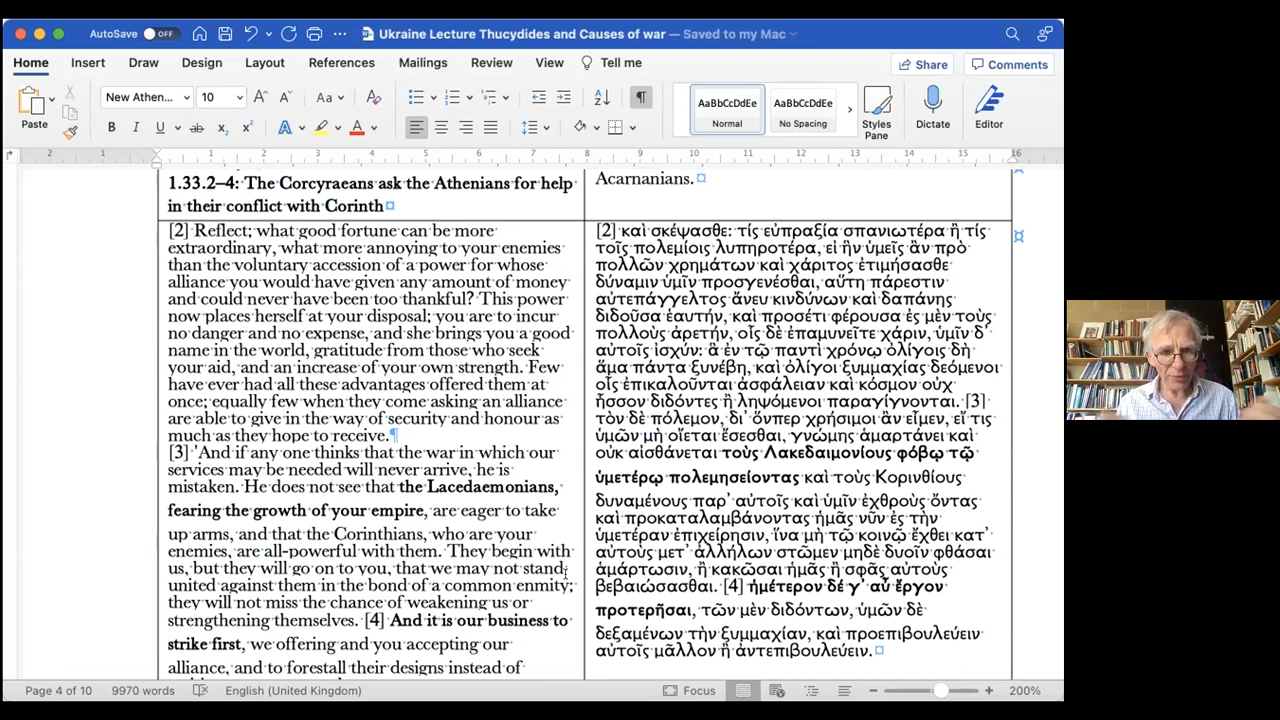 AutoSave OFF
Ukraine Lecture Thucydides and Causes of war — Saved to my Mac
Home Insert Draw Design Layout References Mailings Review View Tell me
Share Comments
New Athen... 10
Paste
AaBbCcDdEe AaBbCcDdEe
Normal No Spacing
Styles Pane
Dictate
Editor
2 1 1 2 3 4 5 6 7 8 9 10 11 12 13 14 15 16
1.33.2–4: The Corcyraeans ask the Athenians for help
in their conflict with Corinth
Acarnanians.
[2] Reflect; what good fortune can be more
extraordinary, what more annoying to your enemies
than the voluntary accession of a power for whose
alliance you would have given any amount of money
and could never have been too thankful? This power
now places herself at your disposal; you are to incur
no danger and no expense, and she brings you a good
name in the world, gratitude from those who seek
your aid, and an increase of your own strength. Few
have ever had all these advantages offered them at
once; equally few when they come asking an alliance
are able to give in the way of security and honour as
much as they hope to receive.¶
[3] 'And if any one thinks that the war in which our
services may be needed will never arrive, he is
mistaken. He does not see that the Lacedaemonians,
fearing the growth of your empire, are eager to take
up arms, and that the Corinthians, who are your
enemies, are all-powerful with them. They begin with
us, but they will go on to you, that we may not stand
united against them in the bond of a common enmity;
they will not miss the chance of weakening us or
strengthening themselves. [4] And it is our business to
strike first, we offering and you accepting our
alliance, and to forestall their designs instead of
[2] καὶ σκέψασθε: τίς εὐπραξία σπανιωτέρα ἢ τίς
τοῖς πολεμίοις λυπηροτέρα, εἰ ἣν ὑμεῖς ἂν πρὸ
πολλῶν χρημάτων καὶ χάριτος ἐτιμήσασθε
δύναμιν ὑμῖν προσγενέσθαι, αὕτη πάρεστιν
αὐτεπάγγελτος ἄνευ κινδύνων καὶ δαπάνης
διδοῦσα ἑαυτήν, καὶ προσέτι φέρουσα ἐς μὲν τοὺς
πολλοὺς ἀρετήν, οἷς δὲ ἐπαμυνεῖτε χάριν, ὑμῖν δ᾽
αὐτοῖς ἰσχύν: ἃ ἐν τῷ παντὶ χρόνῳ ὀλίγοις δὴ
ἅμα πάντα ξυνέβη, καὶ ὀλίγοι ξυμμαχίας δεόμενοι
οἷς ἐπικαλοῦνται ἀσφάλειαν καὶ κόσμον οὐχ
ἧσσον διδόντες ἢ ληψόμενοι παραγίγνονται. [3]
τὸν δὲ πόλεμον, δι᾽ ὅνπερ χρήσιμοι ἂν εἶμεν, εἴ τις
ὑμῶν μὴ οἴεται ἔσεσθαι, γνώμης ἁμαρτάνει καὶ
οὐκ αἰσθάνεται τοὺς Λακεδαιμονίους φόβῳ τῷ
ὑμετέρῳ πολεμησείοντας καὶ τοὺς Κορινθίους
δυναμένους παρ᾽ αὐτοῖς καὶ ὑμῖν ἐχθροὺς ὄντας
καὶ προκαταλαμβάνοντας ἡμᾶς νῦν ἐς τὴν
ὑμετέραν ἐπιχείρησιν, ἵνα μὴ τῷ κοινῷ ἔχθει κατ᾽
αὐτοὺς μετ᾽ ἀλλήλων στῶμεν μηδὲ δυοῖν φθάσαι
ἁμάρτωσιν, ἢ κακῶσαι ἡμᾶς ἢ σφᾶς αὐτοὺς
βεβαιώσασθαι. [4] ἡμέτερον δέ γ᾽ αὖ ἔργον
προτερῆσαι, τῶν μὲν διδόντων, ὑμῶν δὲ
δεξαμένων τὴν ξυμμαχίαν, καὶ προεπιβουλεύειν
αὐτοῖς μᾶλλον ἢ ἀντεπιβουλεύειν.
Page 4 of 10 9970 words English (United Kingdom) Focus 200%